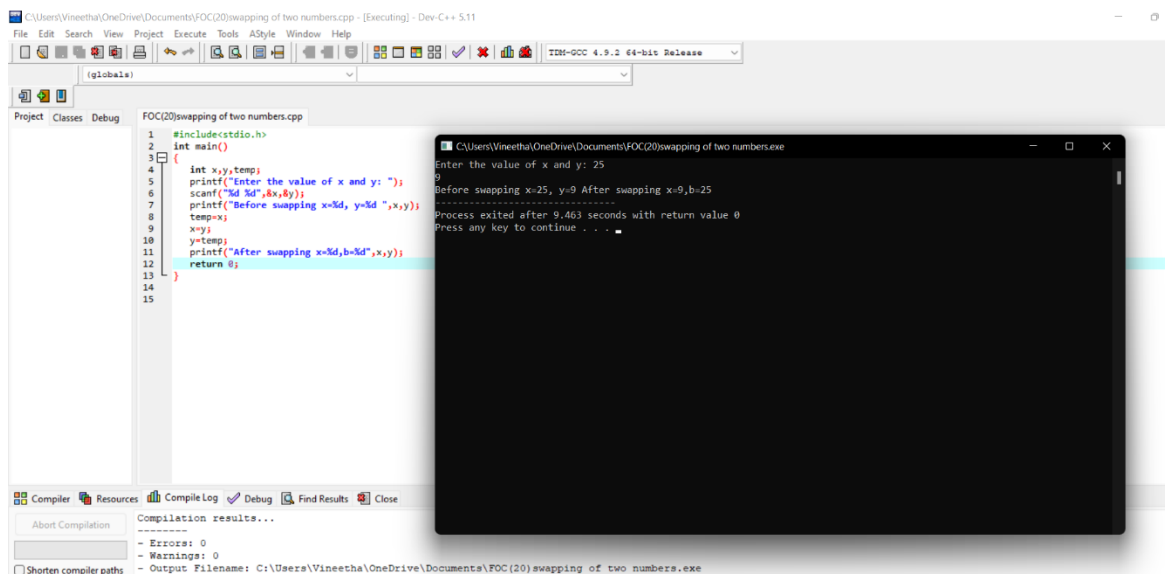 C:\Users\Vineetha\OneDrive\Documents\FOC(20)swapping of two numbers.cpp - [Executing] - Dev-C++ 5.11
File Edit Search View Project Execute Tools AStyle Window Help
TDM-GCC 4.9.2 64-bit Release
(globals)
Project Classes Debug
FOC(20)swapping of two numbers.cpp
1 #include<stdio.h>
2 int main()
3 {
4 int x,y,temp;
5 printf("Enter the value of x and y: ");
6 scanf("%d %d",&x,&y);
7 printf("Before swapping x=%d, y=%d ",x,y);
8 temp=x;
9 x=y;
10 y=temp;
11 printf("After swapping x=%d,b=%d",x,y);
12 return 0;
13 }
14
15
C:\Users\Vineetha\OneDrive\Documents\FOC(20)swapping of two numbers.exe
Enter the value of x and y: 25
9
Before swapping x=25, y=9 After swapping x=9,b=25
--------------------------------
Process exited after 9.463 seconds with return value 0
Press any key to continue . . .
Compiler Resources Compile Log Debug Find Results Close
Abort Compilation
Shorten compiler paths
Compilation results...
--------
- Errors: 0
- Warnings: 0
- Output Filename: C:\Users\Vineetha\OneDrive\Documents\FOC(20)swapping of two numbers.exe